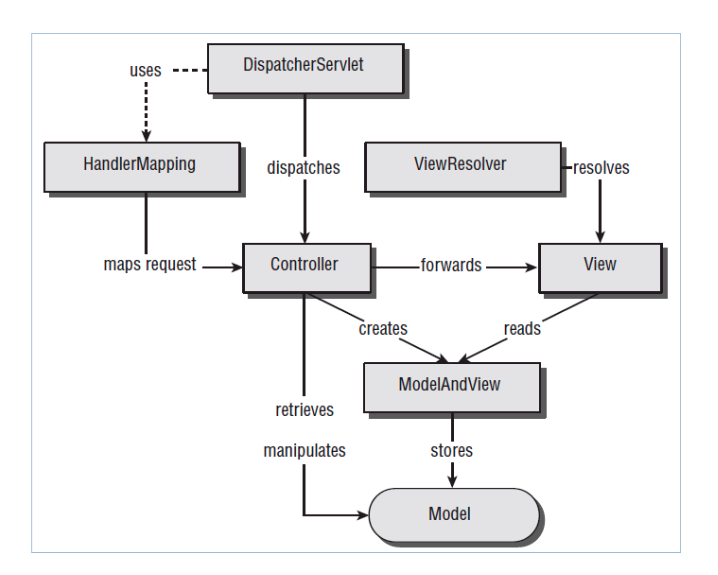 DispatcherServlet
uses
HandlerMapping
dispatches
ViewResolver
resolves
maps request
Controller
forwards
View
creates
reads
ModelAndView
retrieves
manipulates
stores
Model